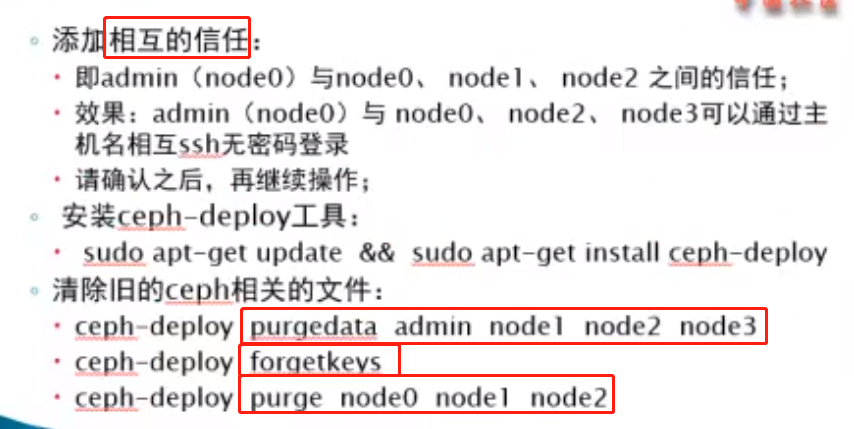 添加相互的信任：
即admin（node0）与node0、 node1、 node2 之间的信任；
效果：admin（node0）与 node0、 node2、 node3可以通过主
机名相互ssh无密码登录
请确认之后，再继续操作；
安装ceph-deploy工具：
sudo apt-get update && sudo apt-get install ceph-deploy
清除旧的ceph相关的文件：
ceph-deploy purgedata admin node1 node2 node3
ceph-deploy forgetkeys
ceph-deploy purge node0 node1 node2